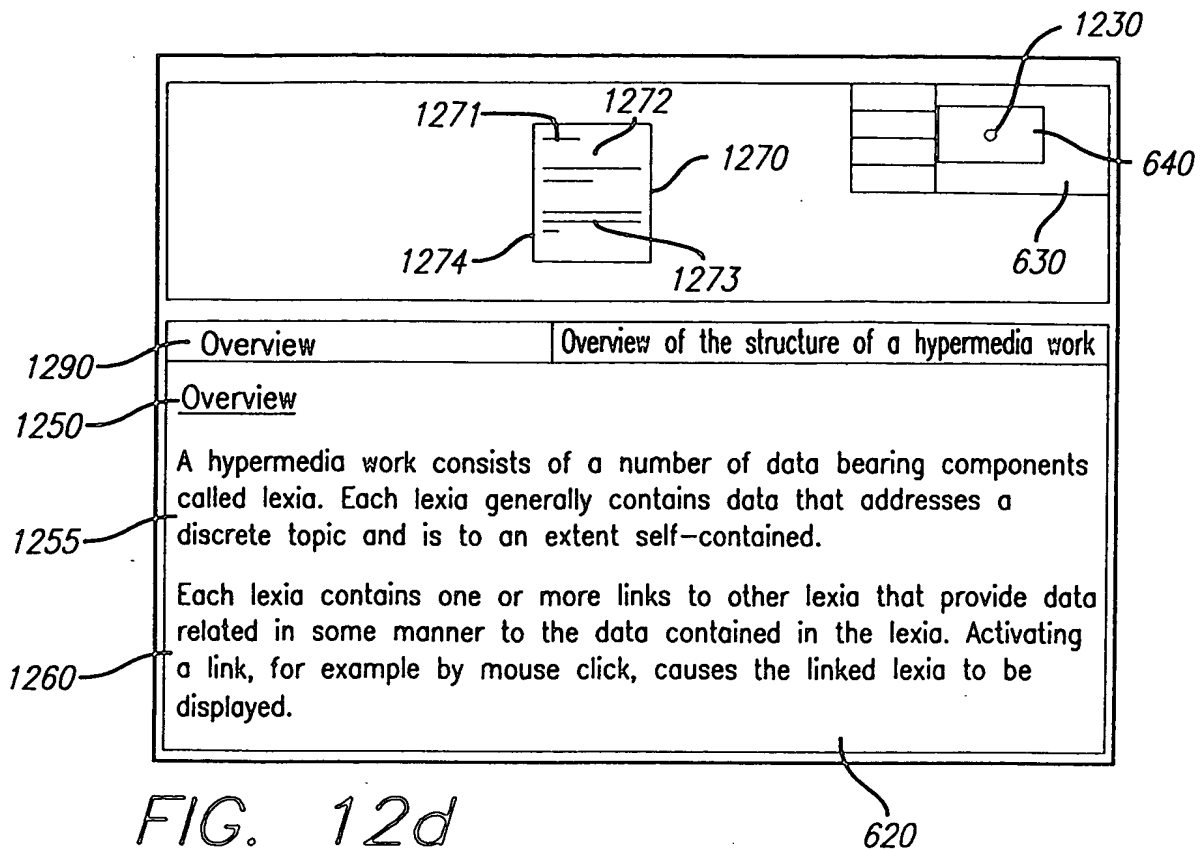 1230
1271
1272
1270
640
1274
1273
630
1290
Overview
Overview of the structure of a hypermedia work
1250
Overview
A hypermedia work consists of a number of data bearing components
called lexia. Each lexia generally contains data that addresses a
1255
discrete topic and is to an extent self-contained.
Each lexia contains one or more links to other lexia that provide data
related in some manner to the data contained in the lexia. Activating
1260
a link, for example by mouse click, causes the linked lexia to be
displayed.
FIG. 12d
620